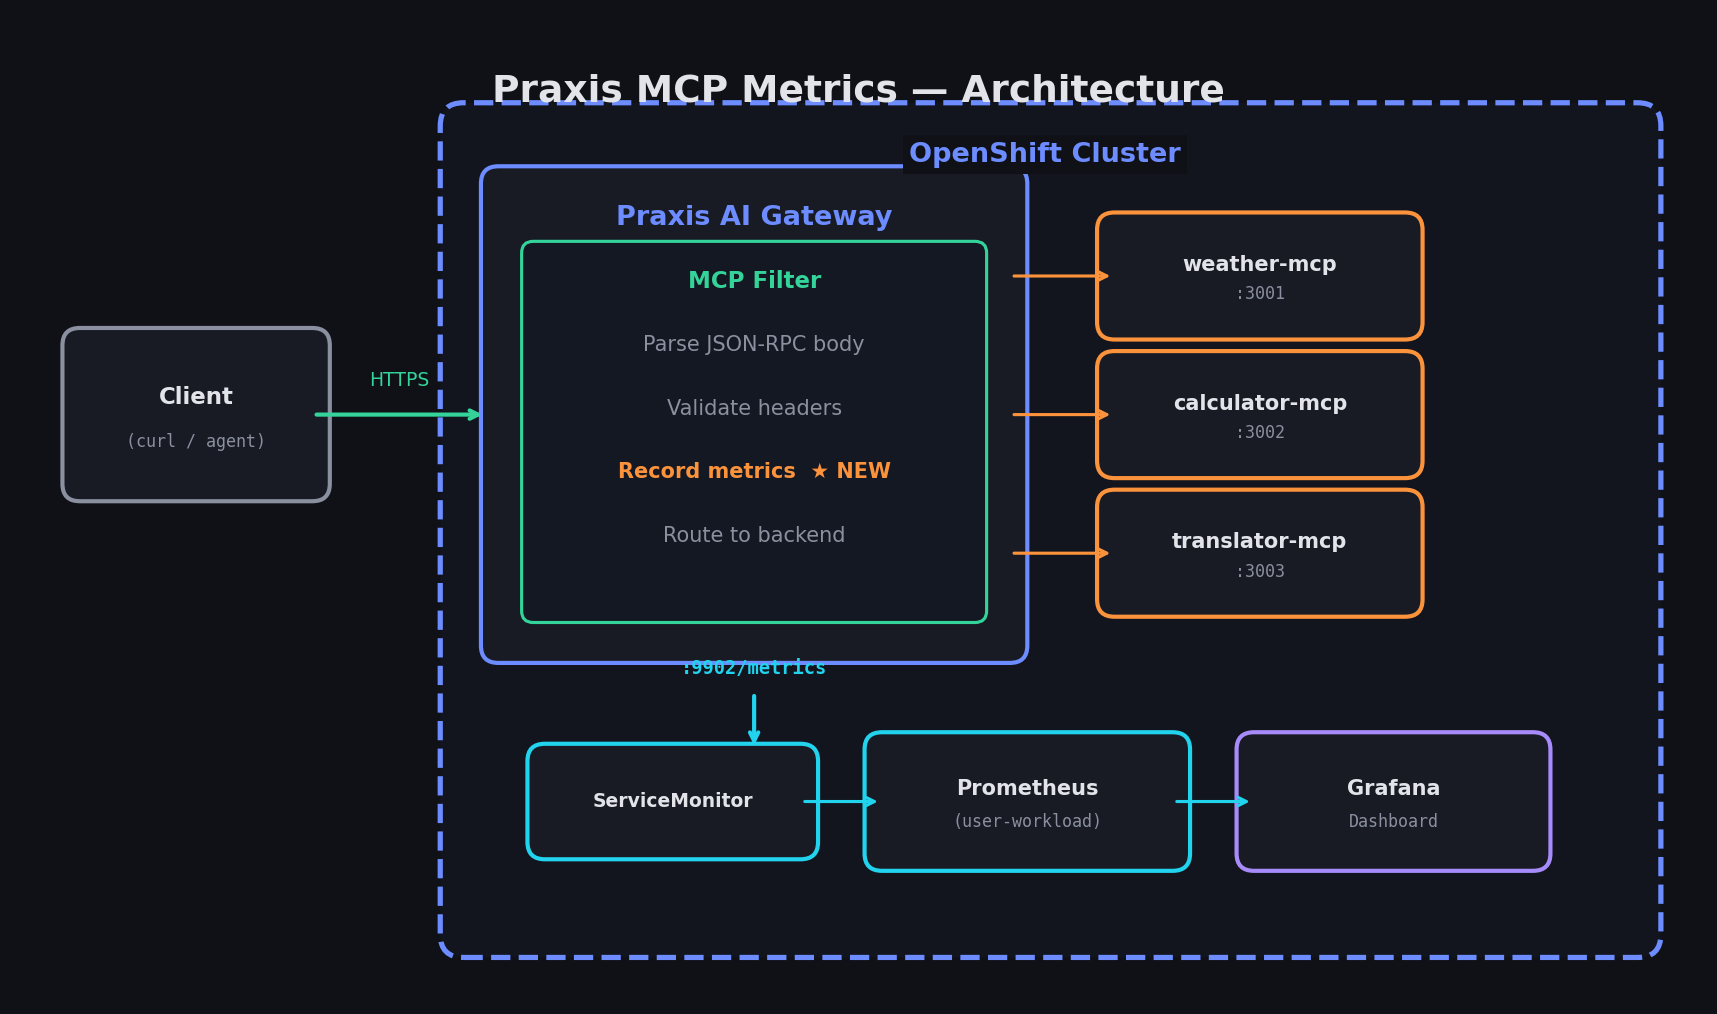 Praxis MCP Metrics — Architecture
OpenShift Cluster
Praxis AI Gateway
MCP Filter
Parse JSON-RPC body
Validate headers
Record metrics ★ NEW
Route to backend
Client
(curl / agent)
HTTPS
weather-mcp
:3001
calculator-mcp
:3002
translator-mcp
:3003
:9902/metrics
ServiceMonitor
Prometheus
(user-workload)
Grafana
Dashboard